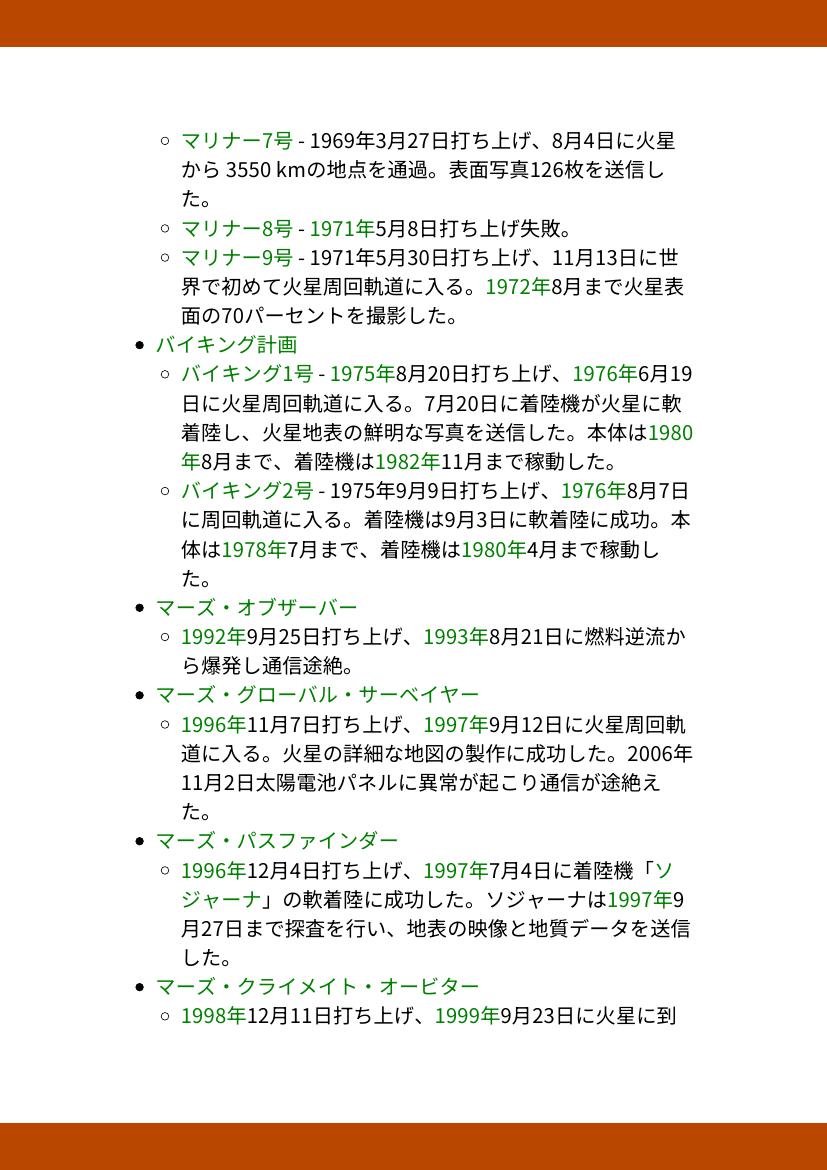 マリナー7号 - 1969年3月27日打ち上げ、8月4日に火星
から 3550 kmの地点を通過。表面写真126枚を送信し
た。
マリナー8号 - 1971年5月8日打ち上げ失敗。
マリナー9号 - 1971年5月30日打ち上げ、11月13日に世
界で初めて火星周回軌道に入る。1972年8月まで火星表
面の70パーセントを撮影した。
バイキング計画
バイキング1号 - 1975年8月20日打ち上げ、1976年6月19
日に火星周回軌道に入る。7月20日に着陸機が火星に軟
着陸し、火星地表の鮮明な写真を送信した。本体は1980
年8月まで、着陸機は1982年11月まで稼動した。
バイキング2号 - 1975年9月9日打ち上げ、1976年8月7日
に周回軌道に入る。着陸機は9月3日に軟着陸に成功。本
体は1978年7月まで、着陸機は1980年4月まで稼動し
た。
マーズ・オブザーバー
1992年9月25日打ち上げ、1993年8月21日に燃料逆流か
ら爆発し通信途絶。
マーズ・グローバル・サーベイヤー
1996年11月7日打ち上げ、1997年9月12日に火星周回軌
道に入る。火星の詳細な地図の製作に成功した。2006年
11月2日太陽電池パネルに異常が起こり通信が途絶え
た。
マーズ・パスファインダー
1996年12月4日打ち上げ、1997年7月4日に着陸機「ソ
ジャーナ」の軟着陸に成功した。ソジャーナは1997年9
月27日まで探査を行い、地表の映像と地質データを送信
した。
マーズ・クライメイト・オービター
1998年12月11日打ち上げ、1999年9月23日に火星に到